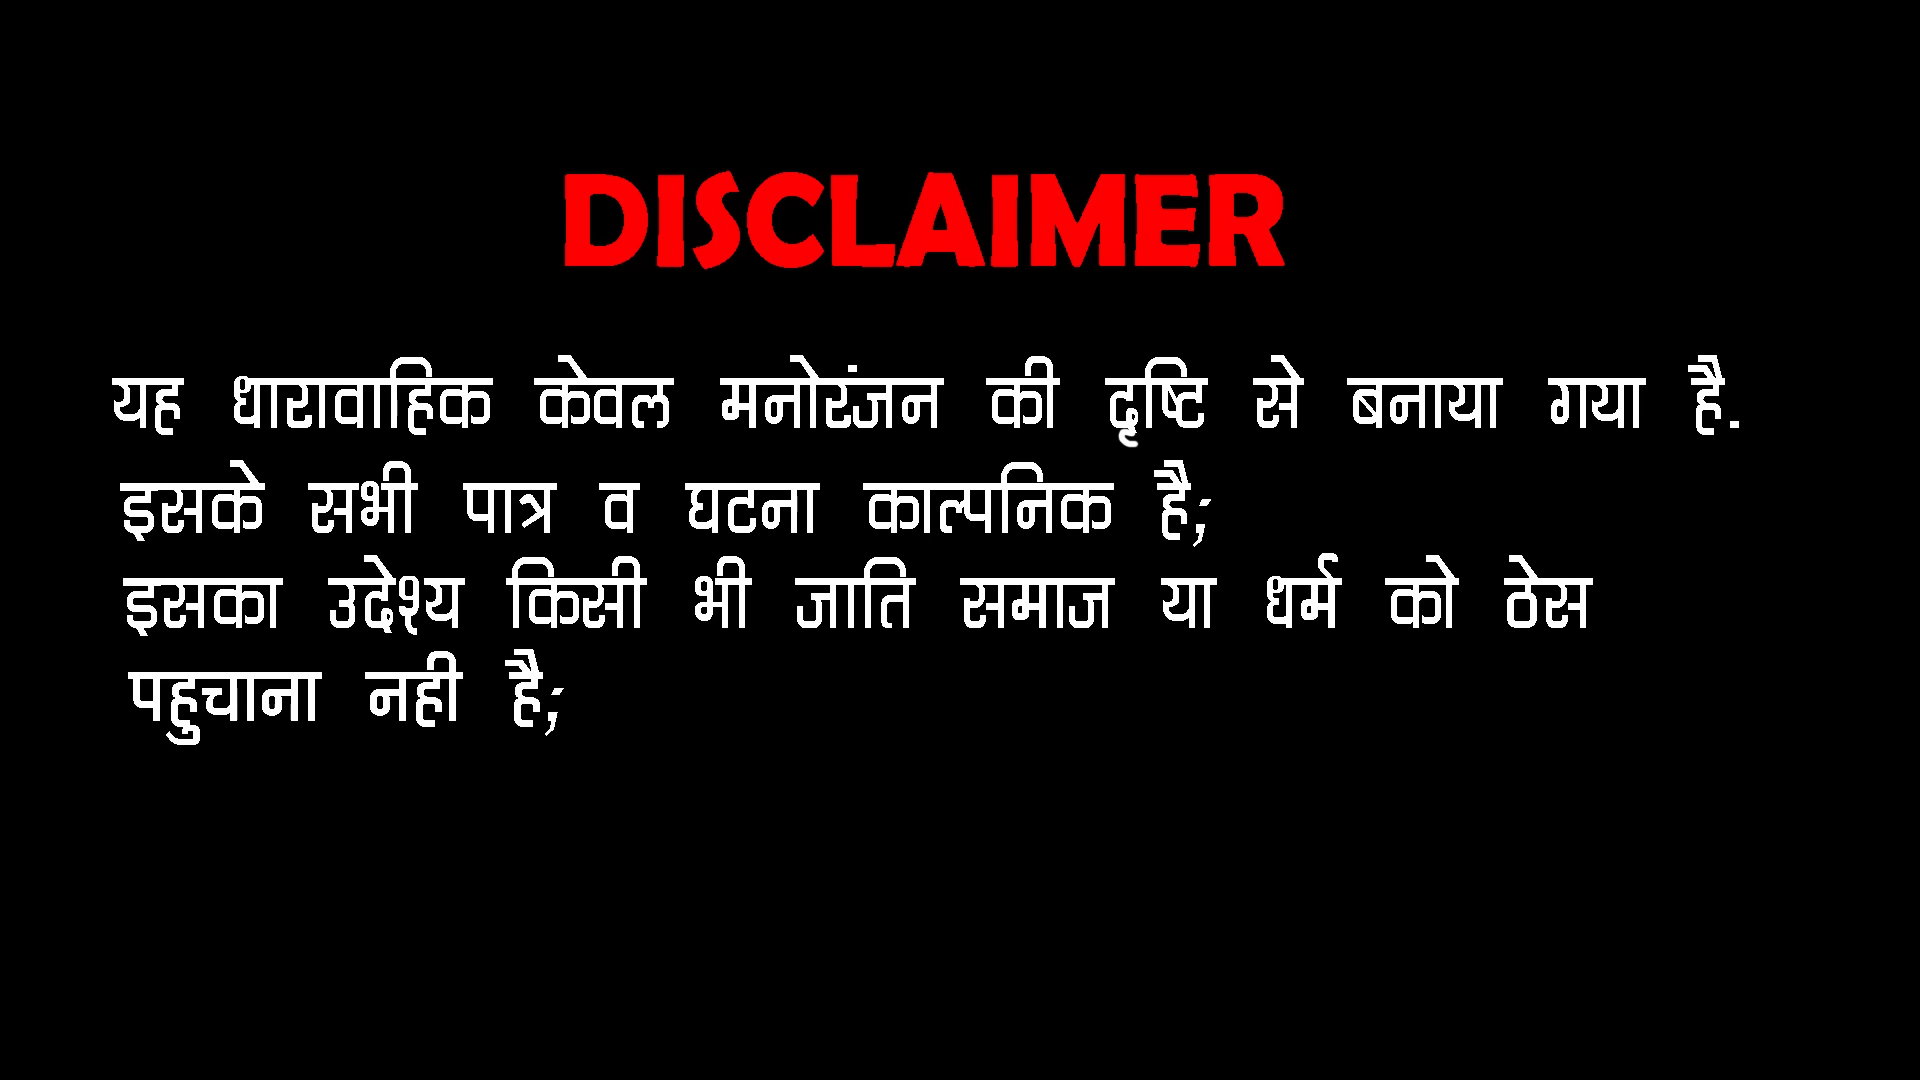 DISCLAIMER
यह धारावाहिक केवल मनोरंजन की दृष्टि से बनाया गया है.
इसके सभी पात्र व घटना काल्पनिक है;
इसका उदेश्य किसी भी जाति समाज या धर्म को ठेस
पहुचाना नही है;